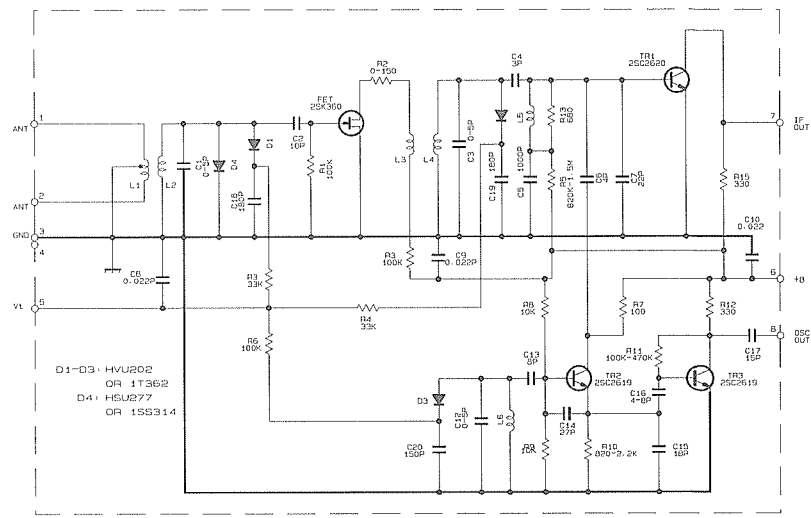 C4
3P
TR1
2SC2620
R2
0-150
FET
2SK360
7
IF
OUT
1
ANT
D1
C2
10P
L5
R13
680
C1
0-5P
D4
R1
100K
L1
L2
L3
L4
C3
0-5P
180P
C19
1000P
C5
R5
820K-1.5M
C6
4P
C7
22P
R15
330
C18
180P
2
ANT
GND
3
4
C10
0.022
C8
0.022P
R3
33K
R3
100K
C9
0.022P
6
+B
5
Vt
R4
33K
R8
10K
R7
100
R12
330
8
OSC
OUT
R6
100K
R11
100K-470K
C17
15P
D1-D3: HVU202
OR 1T362
D4: HSU277
OR 1SS314
C13
8P
TR2
2SC2619
TR3
2SC2619
C16
4-8P
D3
C12
0-5P
L6
C14
27P
C20
150P
R9
10K
R10
820-2.2K
C15
18P